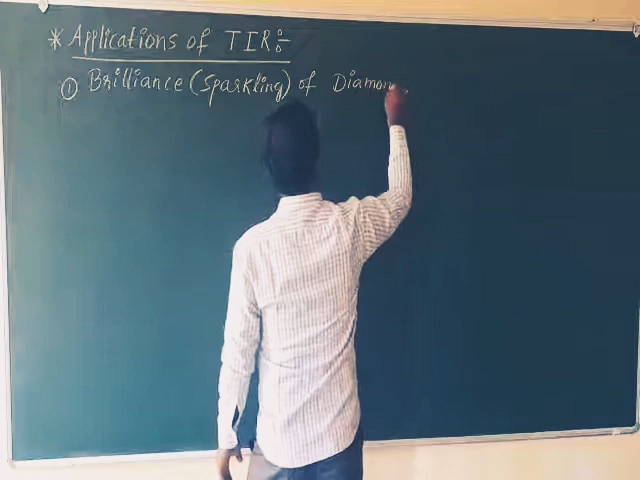 * Applications of TIR:-
① Brilliance (Sparkling) of Diamon